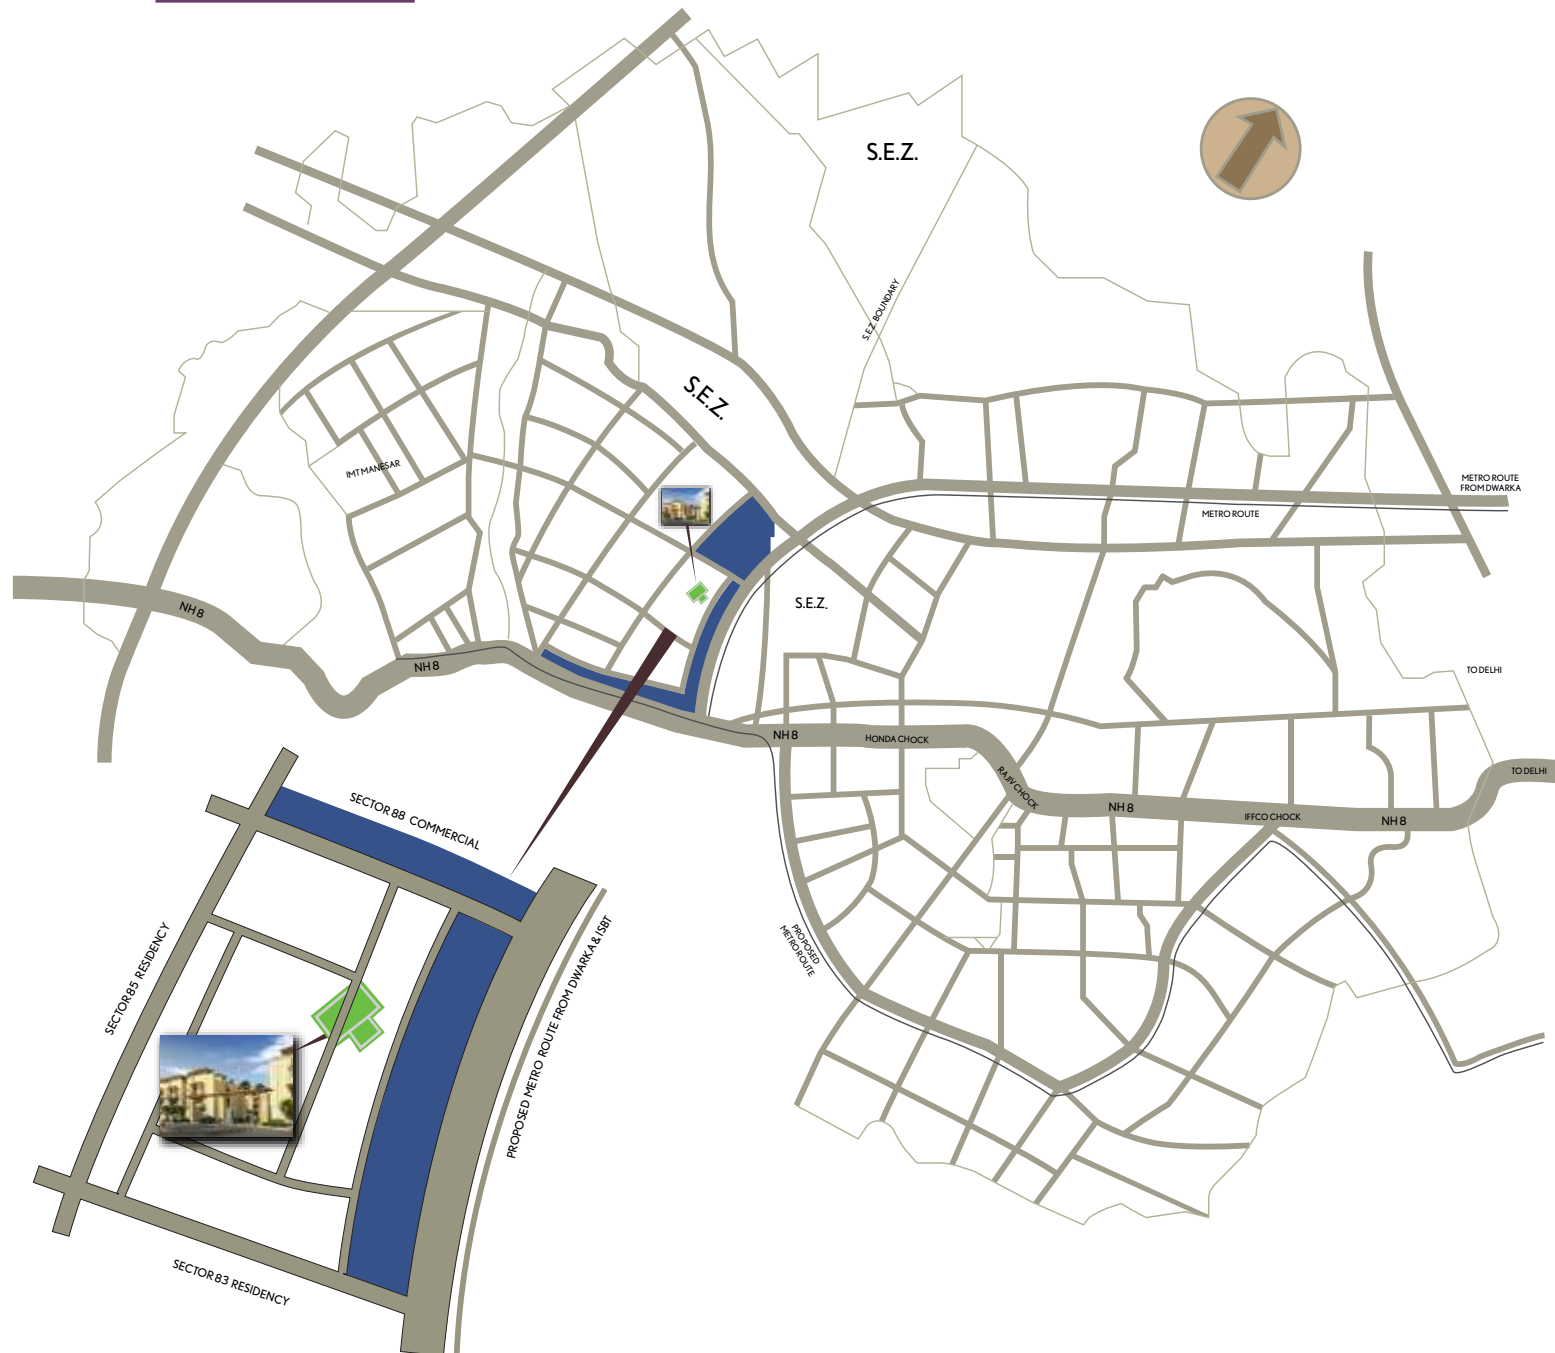 S.E.Z.
S.E.Z. BOUNDARY
S.E.Z.
IMT MANESAR
METRO ROUTE
FROM DWARKA
METRO ROUTE
S.E.Z.
NH 8
NH 8
TO DELHI
NH 8
HONDA CHOCK
RAJIV CHOCK
TO DELHI
NH 8
IFFCO CHOCK
NH 8
SECTOR 88 COMMERCIAL
PROPOSED
METRO ROUTE
SECTOR 85 RESIDENCY
PROPOSED METRO ROUTE FROM DWARKA & ISBT
SECTOR 83 RESIDENCY